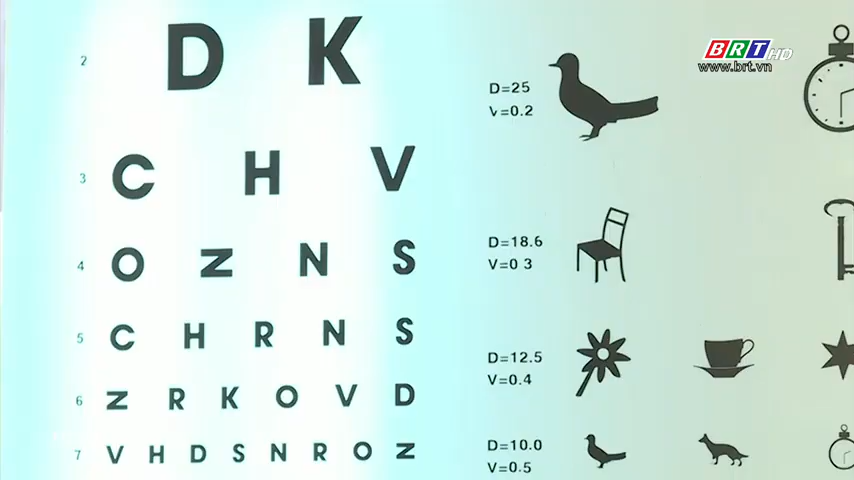 BRT HD
www.brt.vn
2 D K
3 C H V
4 O Z N S
5 C H R N S
6 Z R K O V D
7 V H D S N R O Z
D=25
V=0.2
D=18.6
V=0 3
D=12.5
V=0.4
D=10.0
V=0.5